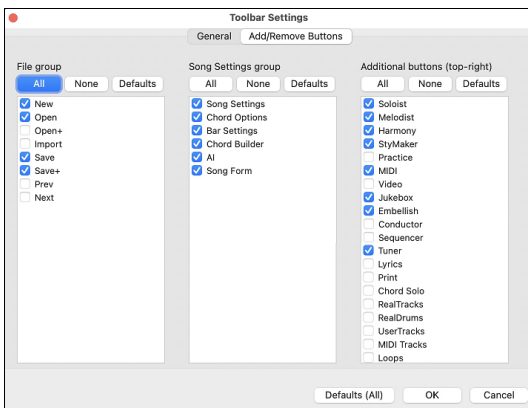 Toolbar Settings
General Add/Remove Buttons
File group
All None Defaults
New
Open
Open+
Import
Save
Save+
Prev
Next
Song Settings group
All None Defaults
Song Settings
Chord Options
Bar Settings
Chord Builder
AI
Song Form
Additional buttons (top-right)
All None Defaults
Soloist
Melodist
Harmony
StyMaker
Practice
MIDI
Video
Jukebox
Embellish
Conductor
Sequencer
Tuner
Lyrics
Print
Chord Solo
RealTracks
RealDrums
UserTracks
MIDI Tracks
Loops
Defaults (All) OK Cancel